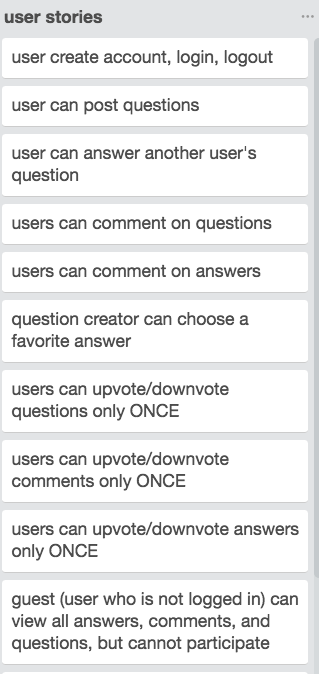 user stories
user create account, login, logout
user can post questions
user can answer another user's
question
users can comment on questions
users can comment on answers
question creator can choose a
favorite answer
users can upvote/downvote
questions only ONCE
users can upvote/downvote
comments only ONCE
users can upvote/downvote answers
only ONCE
guest (user who is not logged in) can
view all answers, comments, and
questions, but cannot participate